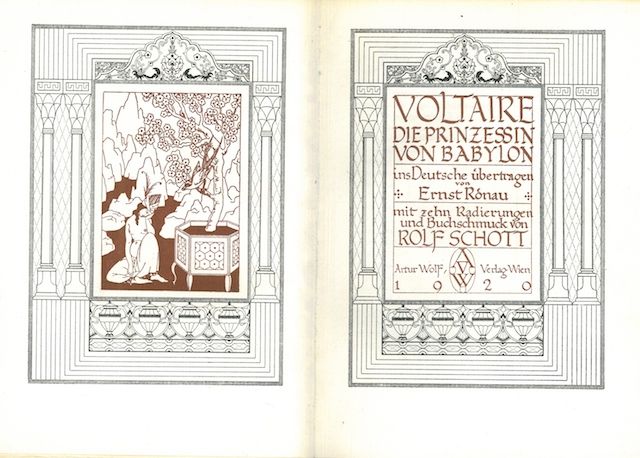 VOLTAIRE
DIE PRINZESSIN
VON BABYLON
ins Deutsche übertragen
von
Ernst Rónau
mit zehn Radierungen
und Buchschmuck von
ROLF SCHOTT
Artur Wolf, AVW Verlag Wien
1920